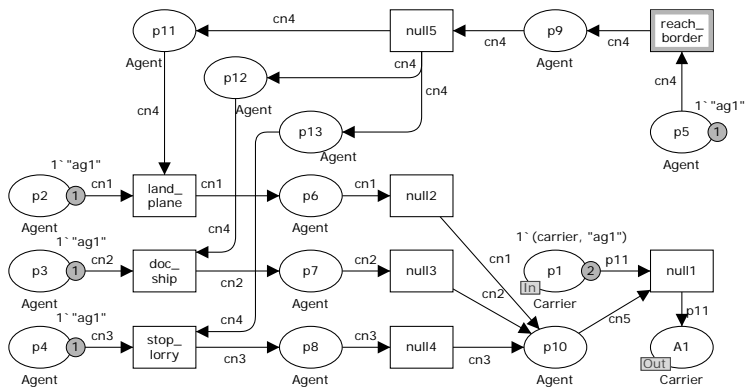 cn4
p11
null5
p9
reach_
border
cn4
cn4
Agent
Agent
cn4
p12
cn4
cn4
cn4
1`"ag1"
Agent
p13
p5
1
Agent
Agent
1`"ag1"
p2
1
cn1
land_
plane
cn1
p6
cn1
null2
Agent
Agent
1`"ag1"
cn4
1`(carrier, "ag1")
cn1
p3
1
cn2
doc_
ship
p7
cn2
null3
p1
2
p11
null1
cn2
In
Agent
Agent
Carrier
cn2
1`"ag1"
cn4
cn5
p11
p4
1
cn3
stop_
lorry
p8
cn3
null4
p10
A1
cn3
cn3
Out
Agent
Agent
Agent
Carrier